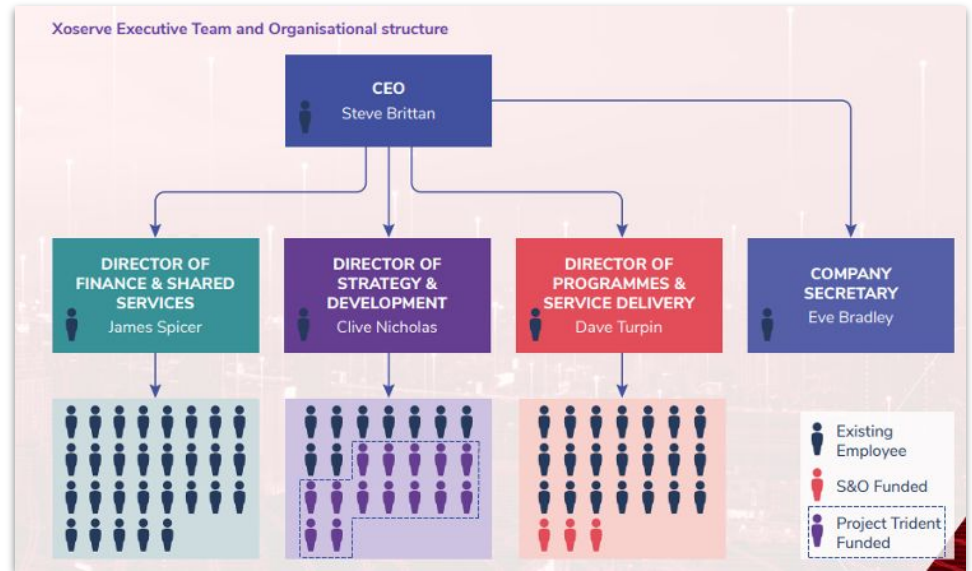 Xoserve Executive Team and Organisational structure
CEO
Steve Brittan
DIRECTOR OF
FINANCE & SHARED
SERVICES
James Spicer
DIRECTOR OF
STRATEGY &
DEVELOPMENT
Clive Nicholas
DIRECTOR OF
PROGRAMMES &
SERVICE DELIVERY
Dave Turpin
COMPANY
SECRETARY
Eve Bradley
Existing
Employee
S&O Funded
Project Trident
Funded